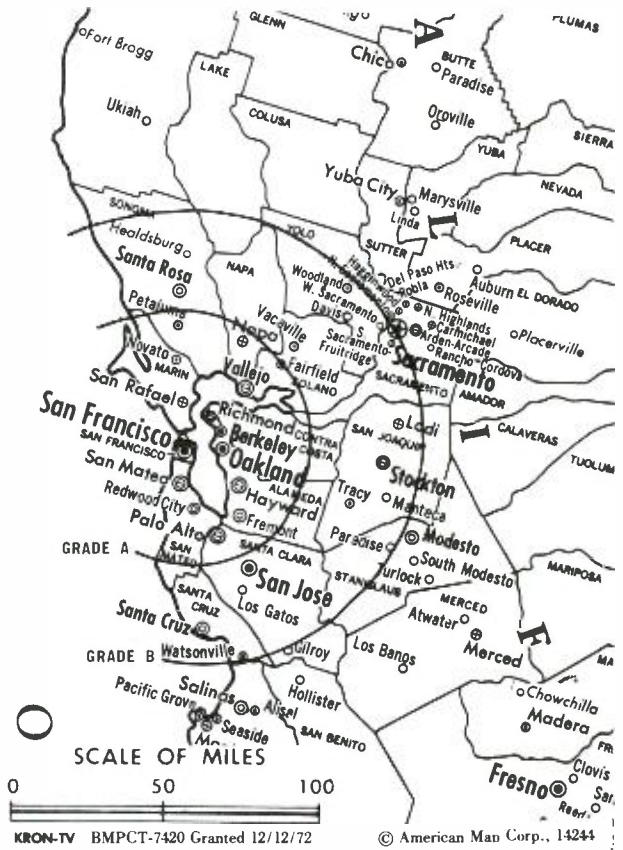 GLENN
PLUMAS
A
Fort Bragg
Chic
BUTTE
Paradise
LAKE
Ukiah
COLUSA
Oroville
SIERRA
YUBA
Yuba City
Marysville
NEVADA
Linda
SONOMA
L
YOLO
SUTTER
PLACER
Healdsburg
Santa Rosa
NAPA
Del Paso Hts.
Auburn
EL DORADO
Woodland
Robla
Roseville
W. Sacramento
Petaluma
Davis
N. Highlands
Carmichael
Napa
Vacaville
S. Sacramento-Fruitridge
Arden-Arcade
Placerville
Rancho-Cordova
Novato
MARIN
Fairfield
Sacramento
Vallejo
SOLANO
SACRAMENTO
San Rafael
AMADOR
San Francisco
Richmond
CONTRA COSTA
SAN JOAQUIN
Lodi
I
CALAVERAS
SAN FRANCISCO
Berkeley
Oakland
San Mateo
ALAMEDA
Stockton
TUOLUM
Redwood City
Hayward
Tracy
Manteca
Palo Alto
Fremont
Paradise
Modesto
GRADE A
SAN MATEO
SANTA CLARA
South Modesto
San Jose
STANISLAUS
Turlock
MARIPOSA
SANTA CRUZ
Los Gatos
MERCED
Atwater
Santa Cruz
F
Merced
GRADE B
Watsonville
Gilroy
Los Banos
MA
Salinas
Hollister
Chowchilla
Pacific Grove
Alisal
Madera
Seaside
SAN BENITO
O
FR
SCALE OF MILES
Clovis
Fresno
San
Reed
0 50 100
KRON-TV BMPCT-7420 Granted 12/12/72 © American Map Corp., 14244